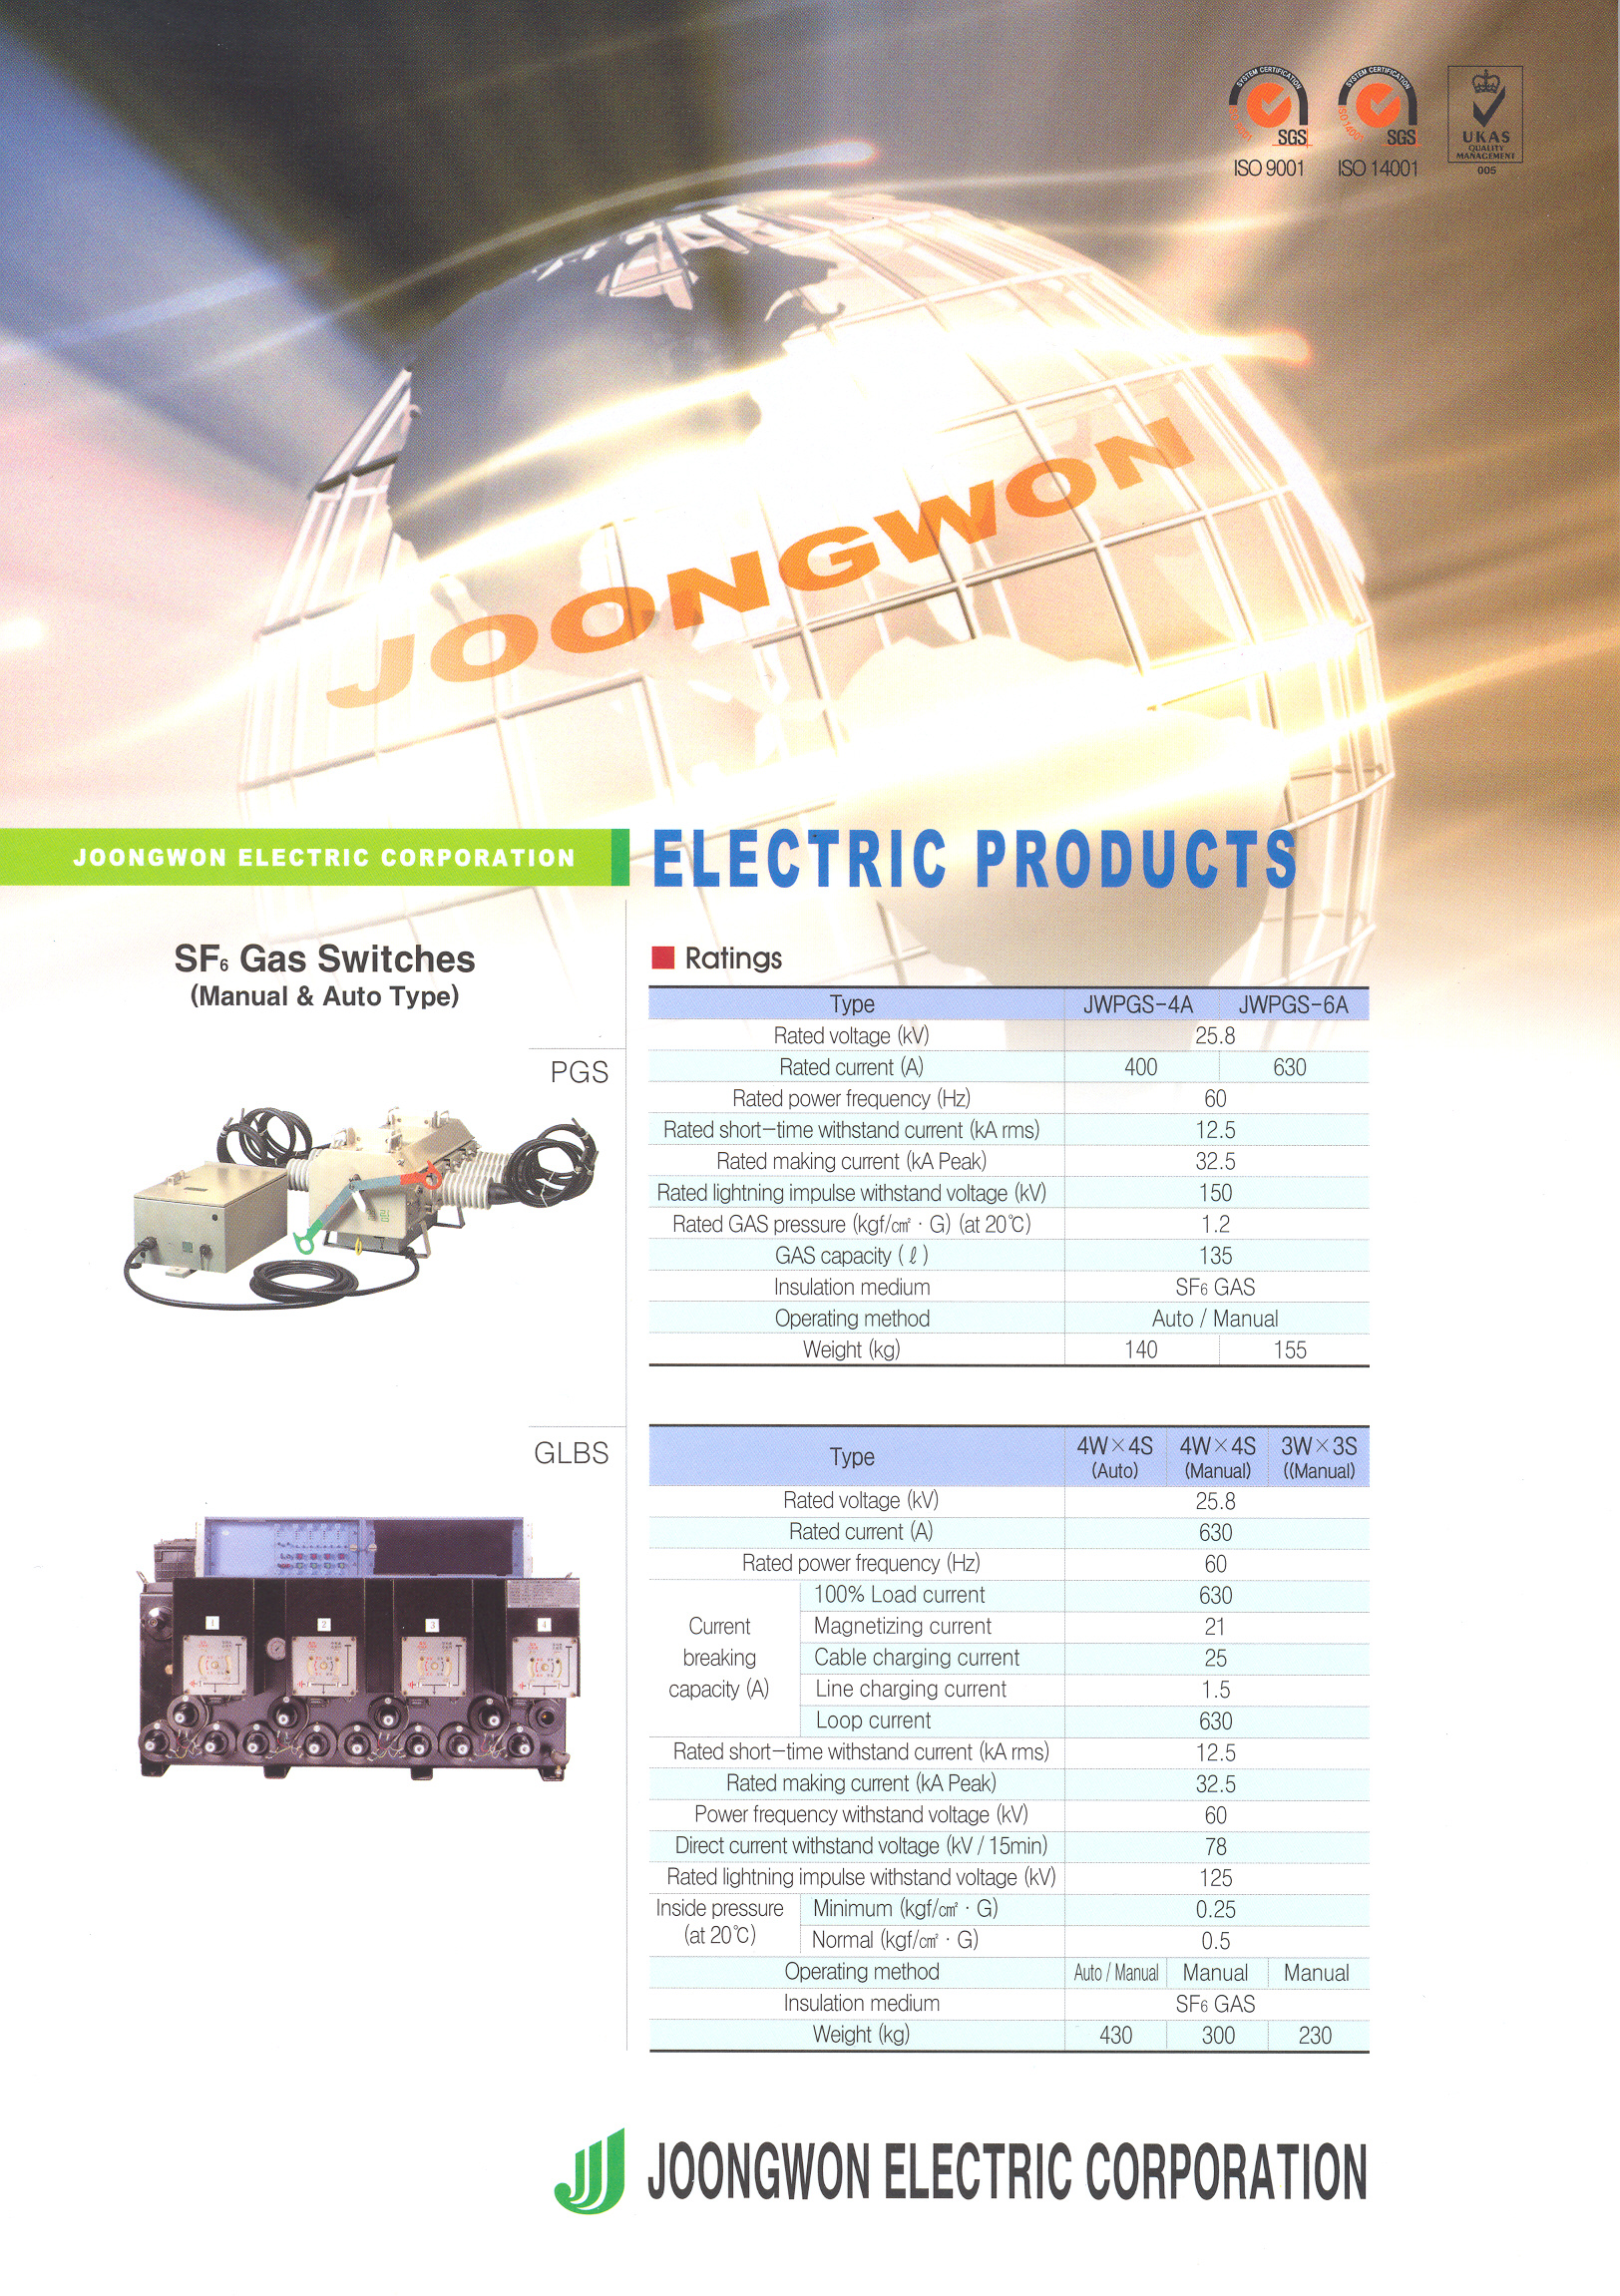 SYSTEM CERTIFICATION
SYSTEM CERTIFICATION
ISO 14001
SGS
SGS
UKAS
QUALITY
MANAGEMENT
005
ISO 9001
ISO 14001
JOONGWON
JOONGWON ELECTRIC CORPORATION
ELECTRIC PRODUCTS
SF6 Gas Switches
(Manual & Auto Type)
■ Ratings
PGS
Type JWPGS-4A JWPGS-6A
Rated voltage (kV) 25.8
Rated current (A) 400 630
Rated power frequency (Hz) 60
Rated short-time withstand current (kA rms) 12.5
Rated making current (kA Peak) 32.5
Rated lightning impulse withstand voltage (kV) 150
Rated GAS pressure (kgf/㎠ · G) (at 20℃) 1.2
GAS capacity ( ℓ ) 135
Insulation medium SF6 GAS
Operating method Auto / Manual
Weight (kg) 140 155
GLBS
Type 4W×4S (Auto) 4W×4S (Manual) 3W×3S ((Manual)
Rated voltage (kV) 25.8
Rated current (A) 630
Rated power frequency (Hz) 60
Current breaking capacity (A) 100% Load current 630
Magnetizing current 21
Cable charging current 25
Line charging current 1.5
Loop current 630
Rated short-time withstand current (kA rms) 12.5
Rated making current (kA Peak) 32.5
Power frequency withstand voltage (kV) 60
Direct current withstand voltage (kV / 15min) 78
Rated lightning impulse withstand voltage (kV) 125
Inside pressure (at 20℃) Minimum (kgf/㎠ · G) 0.25
Normal (kgf/㎠ · G) 0.5
Operating method Auto / Manual Manual Manual
Insulation medium SF6 GAS
Weight (kg) 430 300 230
1
2
3
4
JOONGWON ELECTRIC CORPORATION